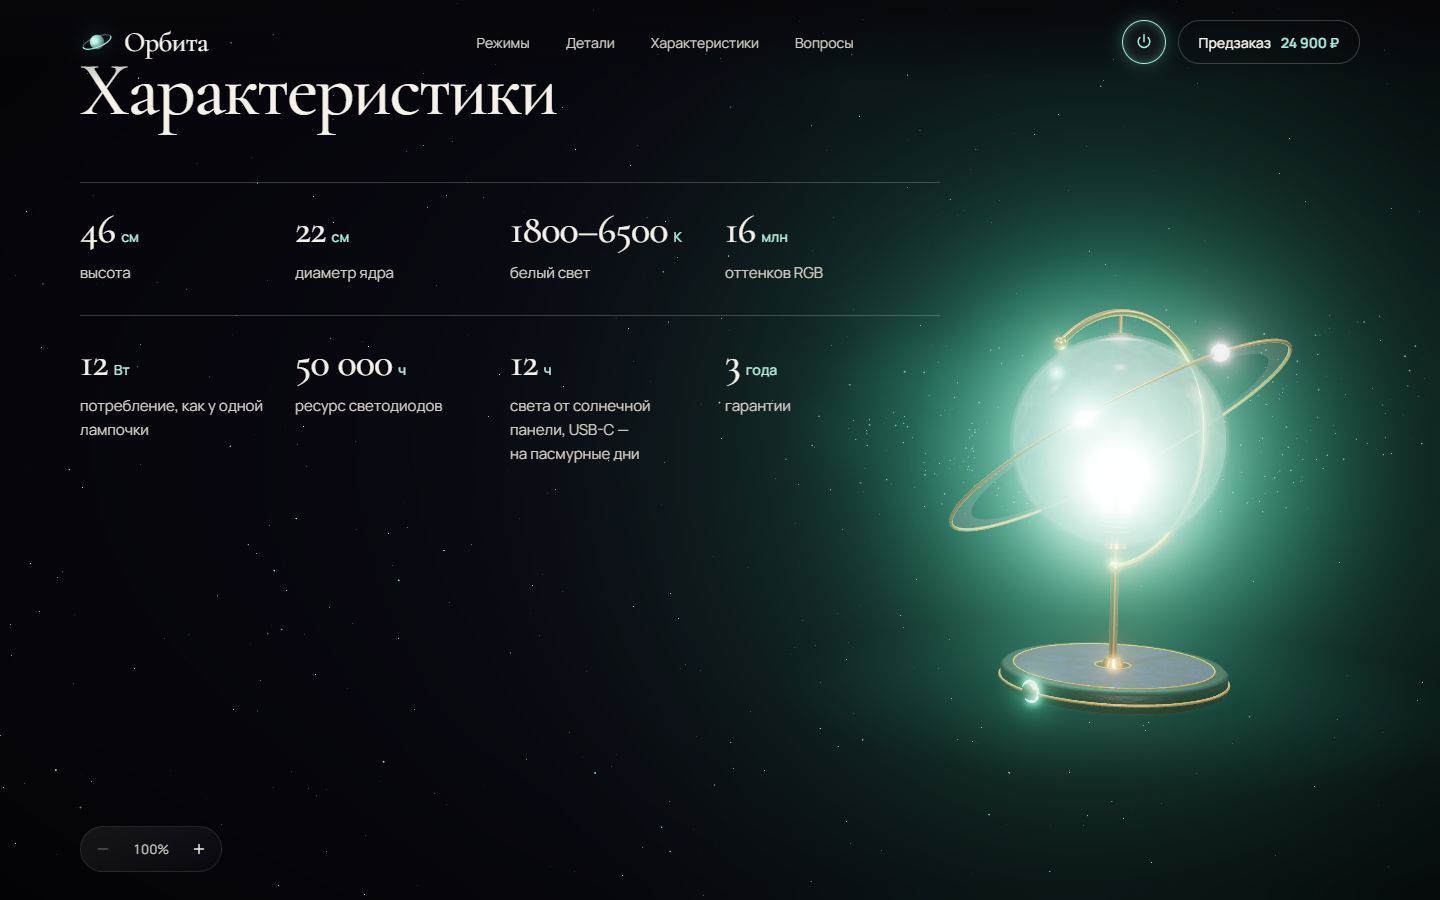 Орбита
Режимы
Детали
Характеристики
Вопросы
Предзаказ 24 900 ₽
Характеристики
46 см
высота
22 см
диаметр ядра
1800–6500 К
белый свет
16 млн
оттенков RGB
12 Вт
потребление, как у одной
лампочки
50 000 ч
ресурс светодиодов
12 ч
света от солнечной
панели, USB-C —
на пасмурные дни
3 года
гарантии
− 100% +